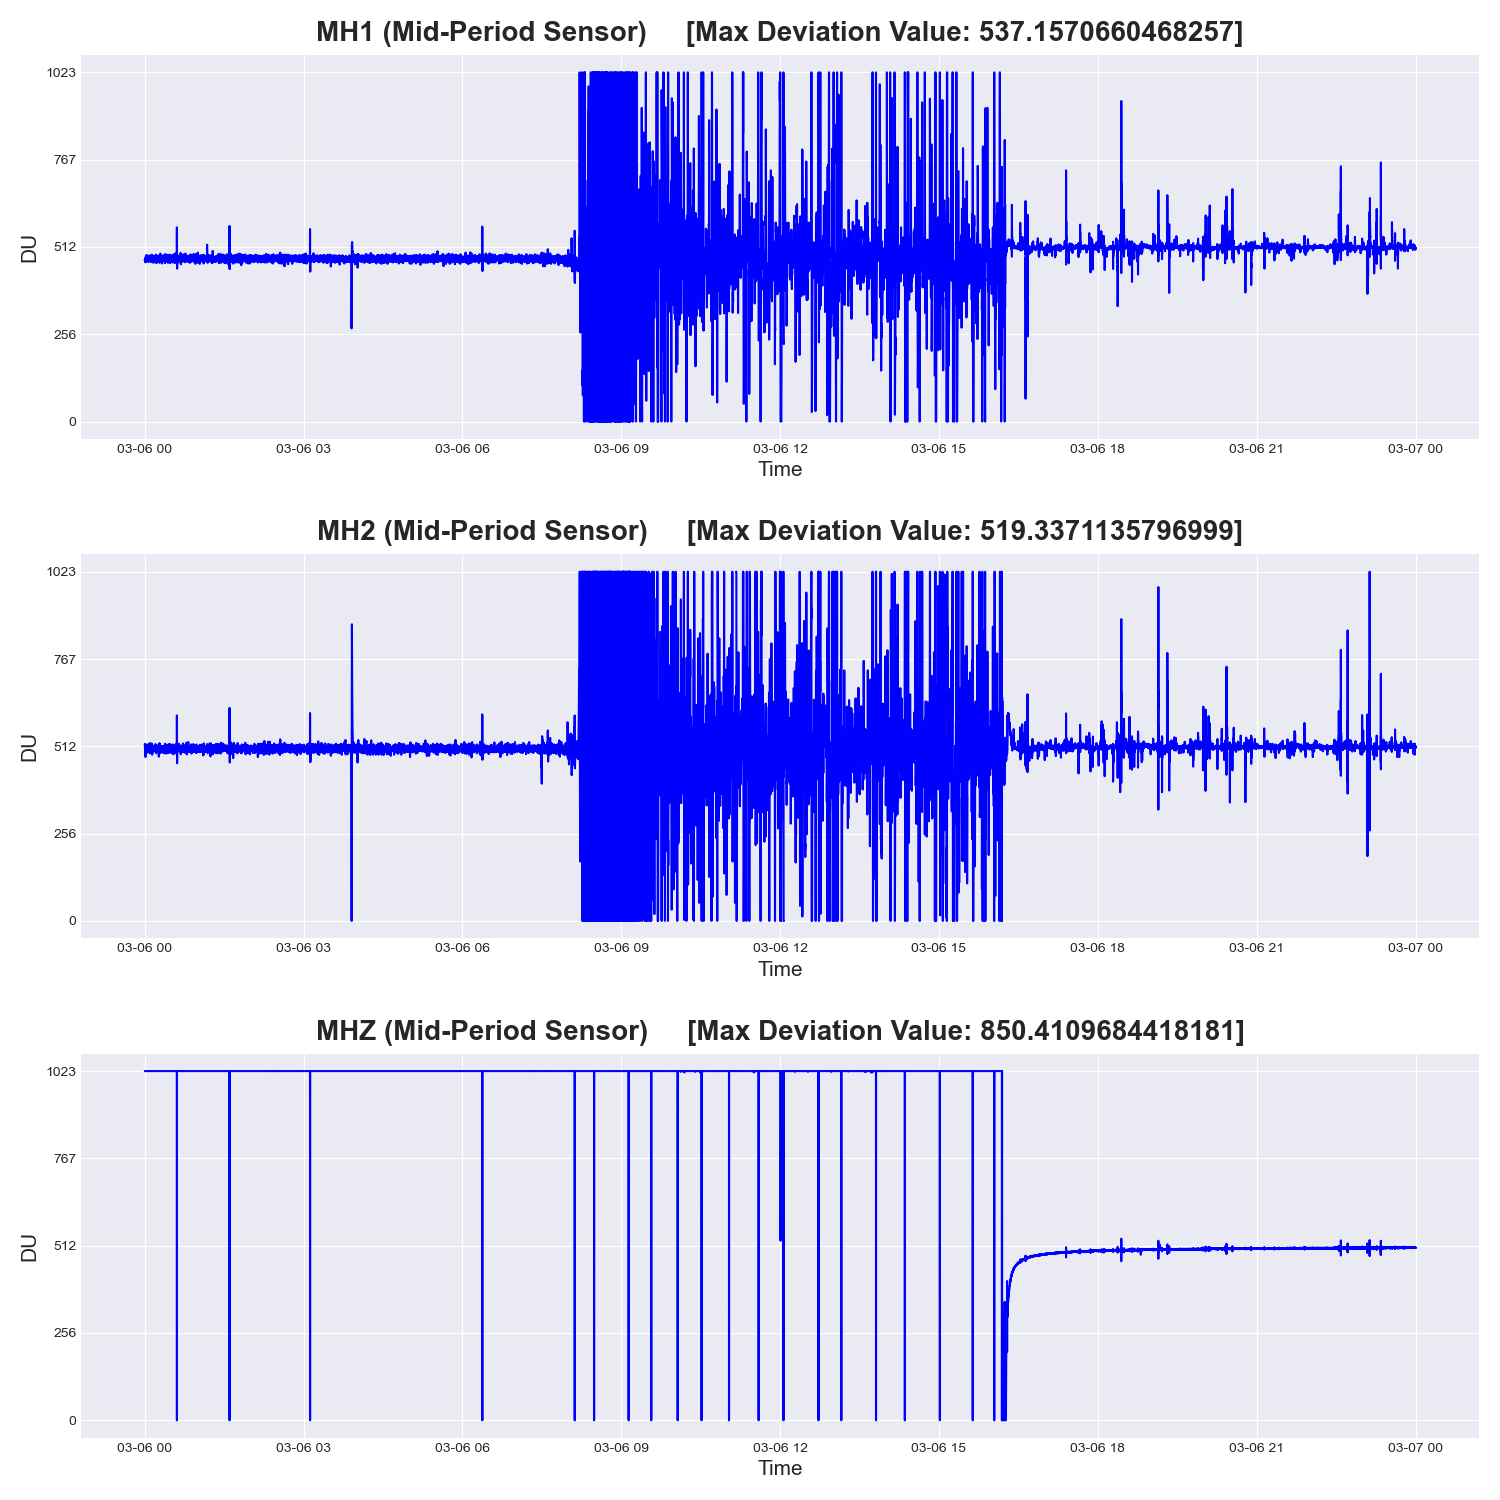 MH1 (Mid-Period Sensor) [Max Deviation Value: 537.1570660468257]
1023
767
512
256
0
DU
03-06 00 03-06 03 03-06 06 03-06 09 03-06 12 03-06 15 03-06 18 03-06 21 03-07 00
Time
MH2 (Mid-Period Sensor) [Max Deviation Value: 519.3371135796999]
1023
767
512
256
0
DU
03-06 00 03-06 03 03-06 06 03-06 09 03-06 12 03-06 15 03-06 18 03-06 21 03-07 00
Time
MHZ (Mid-Period Sensor) [Max Deviation Value: 850.4109684418181]
1023
767
512
256
0
DU
03-06 00 03-06 03 03-06 06 03-06 09 03-06 12 03-06 15 03-06 18 03-06 21 03-07 00
Time